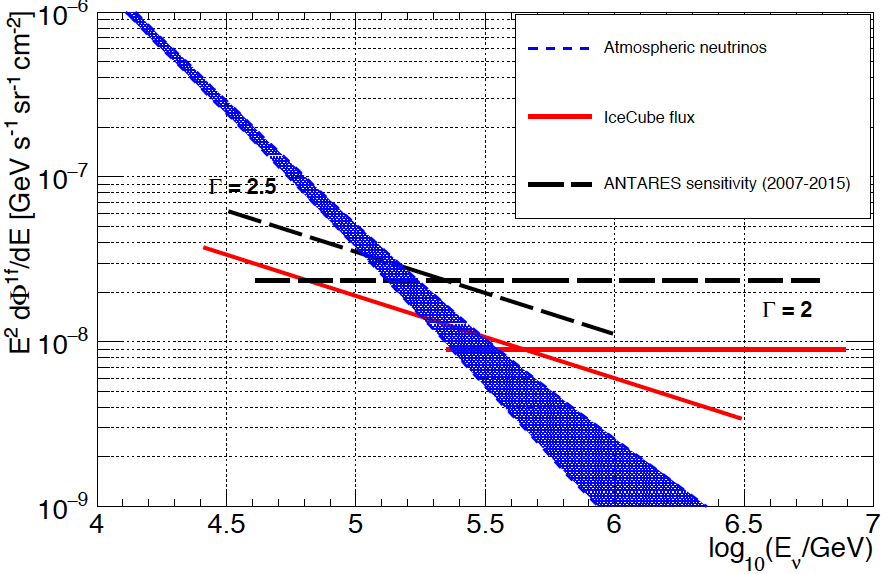 E² dΦ¹ᶠ/dE [GeV s⁻¹ sr⁻¹ cm⁻²]
10⁻⁶
10⁻⁷
10⁻⁸
10⁻⁹
Atmospheric neutrinos
IceCube flux
ANTARES sensitivity (2007-2015)
Γ = 2.5
Γ = 2
4 4.5 5 5.5 6 6.5 7
log₁₀(Eᵥ/GeV)